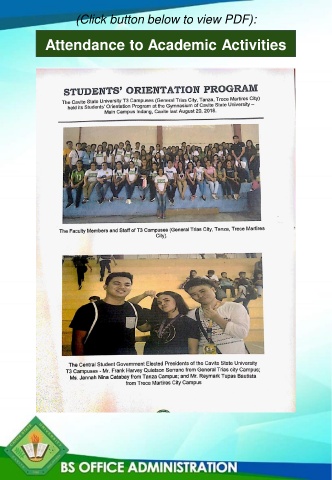 (Click button below to view PDF):
Attendance to Academic Activities
STUDENTS' ORIENTATION PROGRAM
The Cavite State University T3 Campuses (General Trias City, Tanza, Trece Martires City)
held its Students' Orientation Program at the Gymnasium of Cavite State University –
Main Campus Indang, Cavite last August 23, 2016.
The Faculty Members and Staff of T3 Campuses (General Trias City, Tanza, Trece Martires
City)
The Central Student Government Elected Presidents of the Cavite State University
T3 Campuses - Mr. Frank Harvey Quietson Serrano from General Trias city Campus;
Ms. Jannah Nina Catabay from Tanza Campus; and Mr. Raymark Tupas Bautista
from Trece Martires City Campus
BS OFFICE ADMINISTRATION